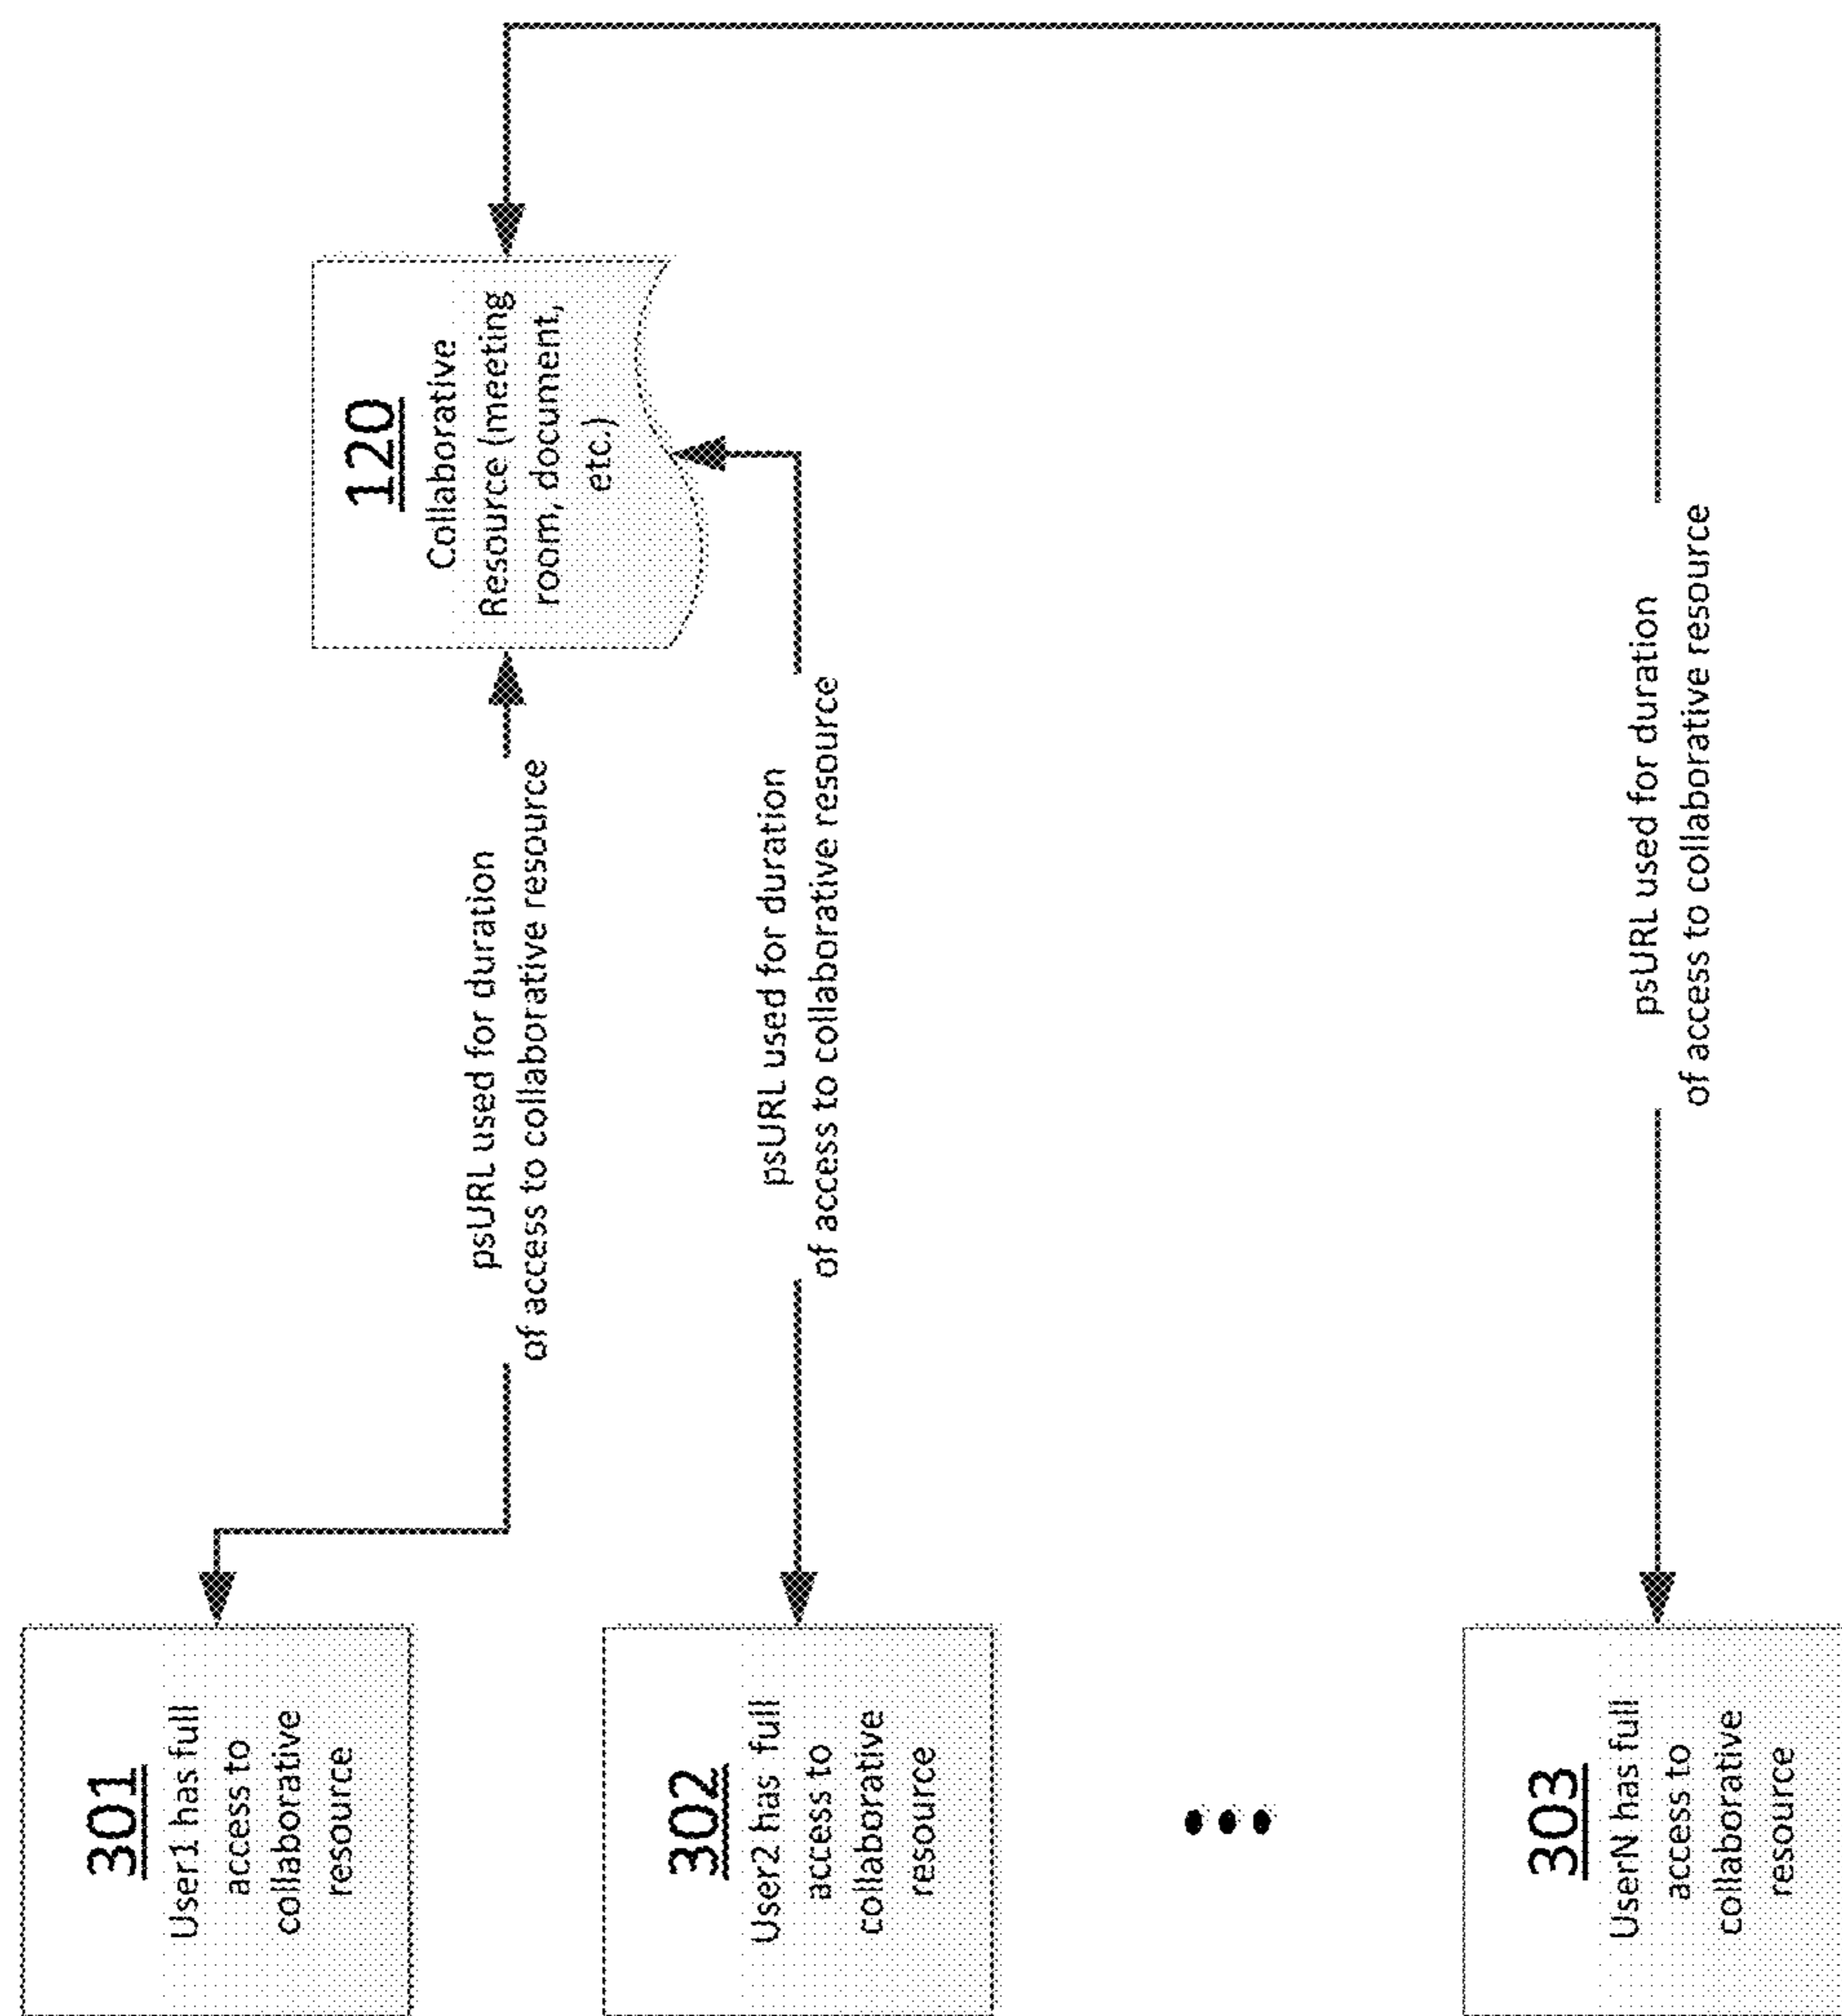 301
User1 has full
access to
collaborative
resource
psURL used for duration
of access to collaborative resource
120
Collaborative
Resource (meeting
room, document,
etc.)
302
User2 has full
access to
collaborative
resource
psURL used for duration
of access to collaborative resource
303
UserN has full
access to
collaborative
resource
psURL used for duration
of access to collaborative resource